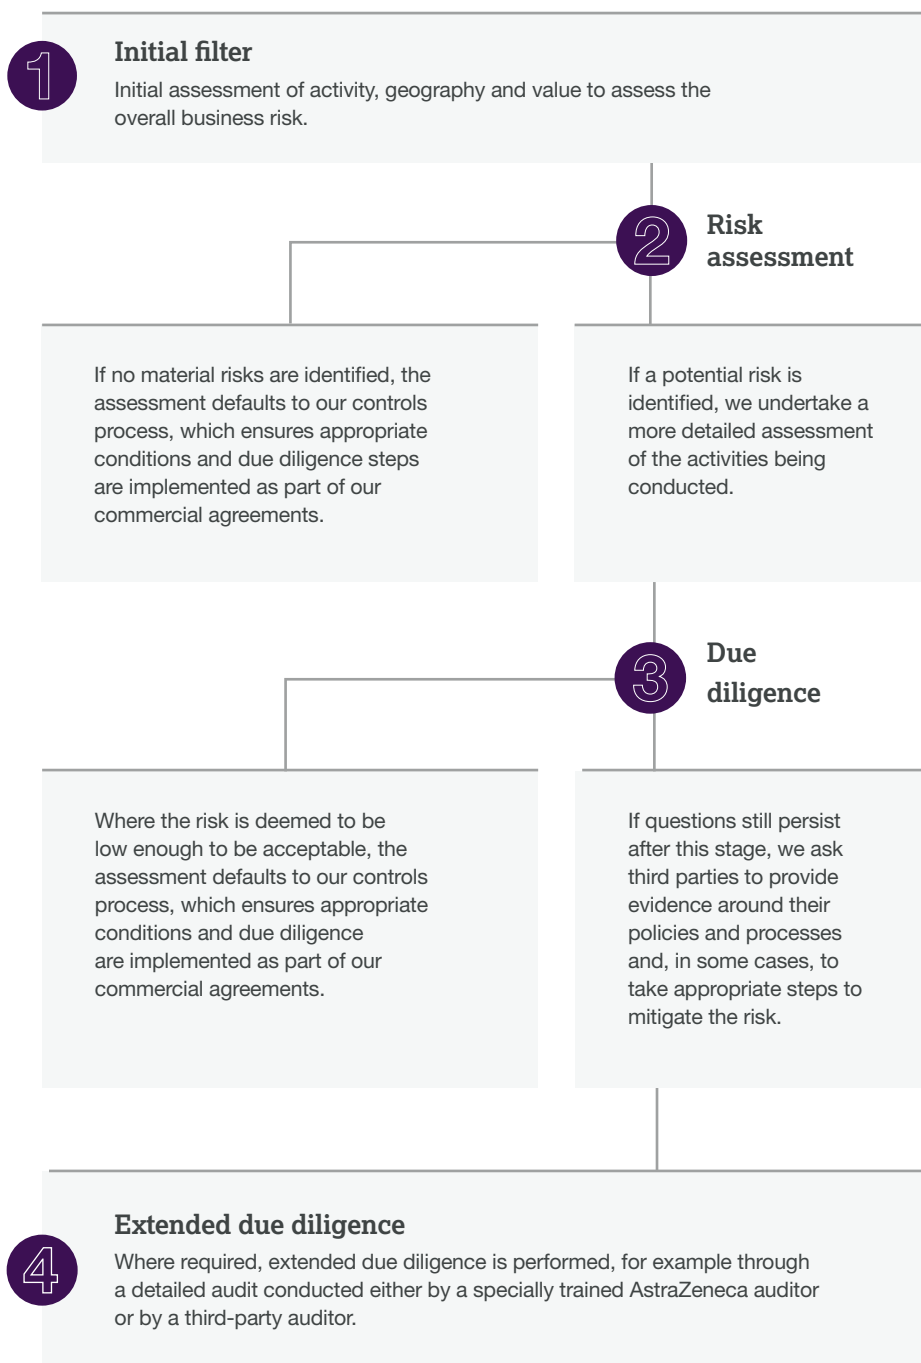 1
Initial filter
Initial assessment of activity, geography and value to assess the
overall business risk.
2
Risk
assessment
If no material risks are identified, the
assessment defaults to our controls
process, which ensures appropriate
conditions and due diligence steps
are implemented as part of our
commercial agreements.
If a potential risk is
identified, we undertake a
more detailed assessment
of the activities being
conducted.
3
Due
diligence
Where the risk is deemed to be
low enough to be acceptable, the
assessment defaults to our controls
process, which ensures appropriate
conditions and due diligence
are implemented as part of our
commercial agreements.
If questions still persist
after this stage, we ask
third parties to provide
evidence around their
policies and processes
and, in some cases, to
take appropriate steps to
mitigate the risk.
4
Extended due diligence
Where required, extended due diligence is performed, for example through
a detailed audit conducted either by a specially trained AstraZeneca auditor
or by a third-party auditor.